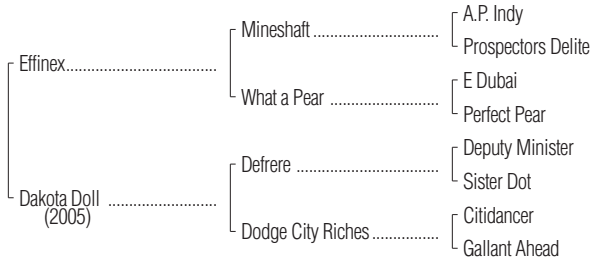 A.P. Indy
Mineshaft ....................................
Prospectors Delite
Effinex...........................................
E Dubai
What a Pear ...............................
Perfect Pear
Deputy Minister
Defrere .........................................
Sister Dot
Dakota Doll ...............................
(2005)
Citidancer
Dodge City Riches...................
Gallant Ahead